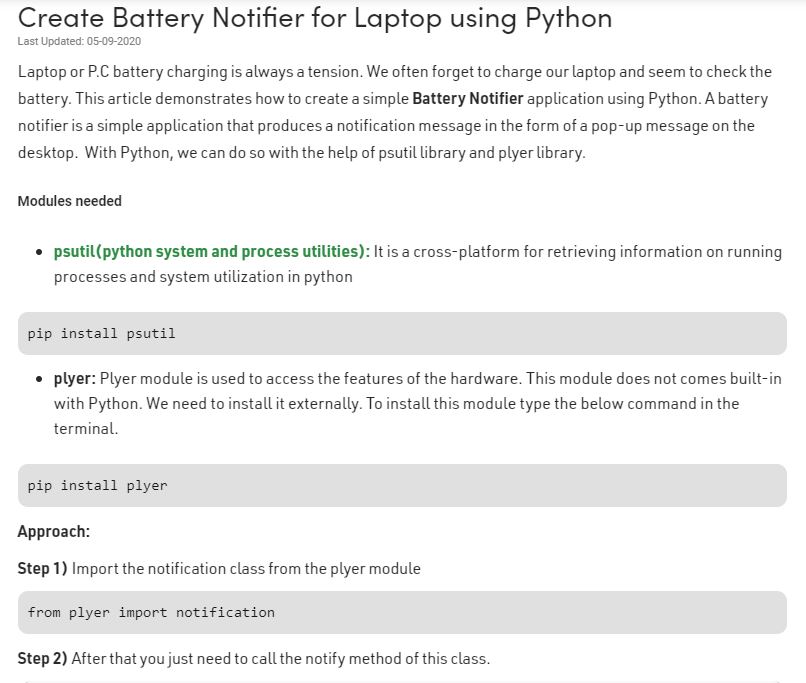 Create Battery Notifier for Laptop using Python
Last Updated: 05-09-2020
Laptop or P.C battery charging is always a tension. We often forget to charge our laptop and seem to check the
battery. This article demonstrates how to create a simple Battery Notifier application using Python. A battery
notifier is a simple application that produces a notification message in the form of a pop-up message on the
desktop. With Python, we can do so with the help of psutil library and plyer library.
Modules needed
• psutil(python system and process utilities): It is a cross-platform for retrieving information on running
processes and system utilization in python
pip install psutil
• plyer: Plyer module is used to access the features of the hardware. This module does not comes built-in
with Python. We need to install it externally. To install this module type the below command in the
terminal.
pip install plyer
Approach:
Step 1) Import the notification class from the plyer module
from plyer import notification
Step 2) After that you just need to call the notify method of this class.